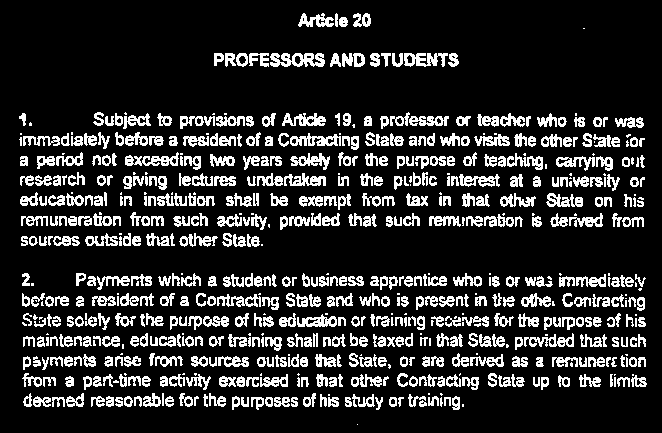 Article 20
PROFESSORS AND STUDENTS
1. Subject to provisions of Article 19, a professor or teacher who is or was
immediately before a resident of a Contracting State and who visits the other State for
a period not exceeding two years solely for the purpose of teaching, carrying out
research or giving lectures undertaken in the public interest at a university or
educational in institution shall be exempt from tax in that other State on his
remuneration from such activity, provided that such remuneration is derived from
sources outside that other State.
2. Payments which a student or business apprentice who is or was immediately
before a resident of a Contracting State and who is present in the other Contracting
State solely for the purpose of his education or training receives for the purpose of his
maintenance, education or training shall not be taxed in that State, provided that such
payments arise from sources outside that State, or are derived as a remuneration
from a part-time activity exercised in that other Contracting State up to the limits
deemed reasonable for the purposes of his study or training.